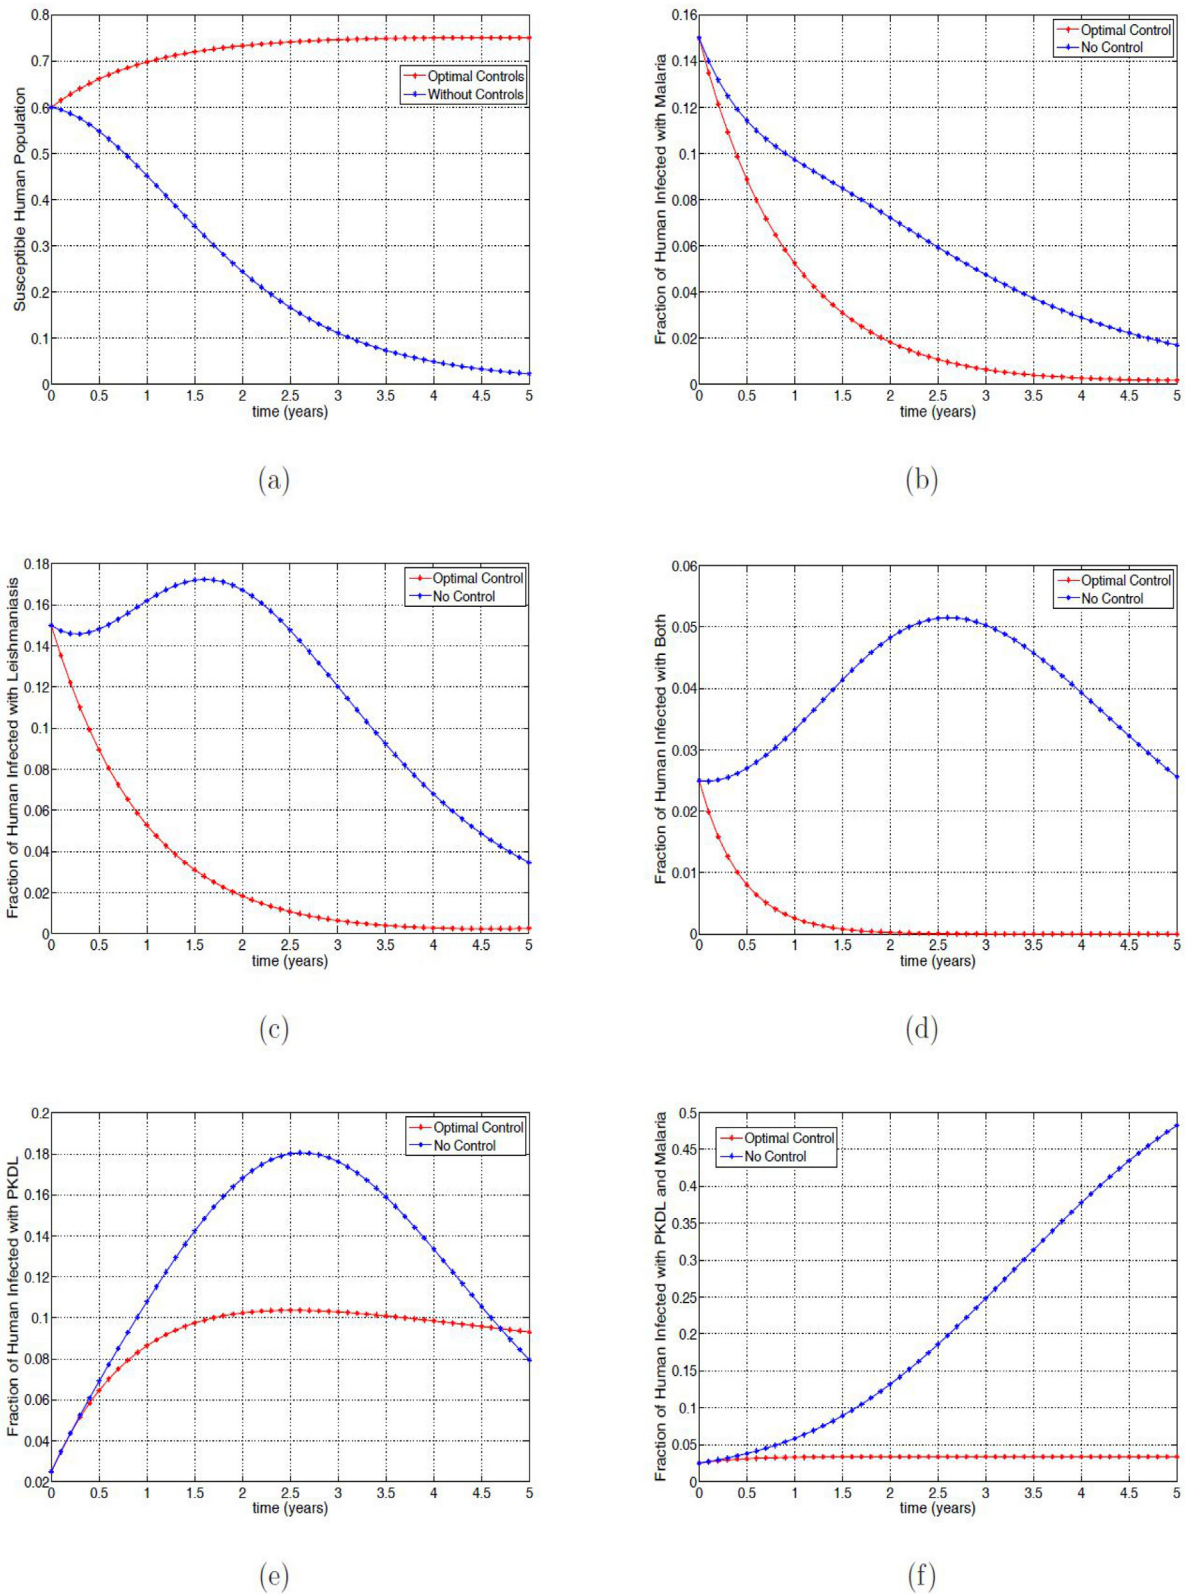 0.8
0.7
0.6
0.5
0.4
0.3
0.2
0.1
0
Susceptible Human Population
Optimal Controls
Without Controls
0 0.5 1 1.5 2 2.5 3 3.5 4 4.5 5
time (years)
(a)
0.16
0.14
0.12
0.1
0.08
0.06
0.04
0.02
0
Fraction of Human Infected with Malaria
Optimal Control
No Control
0 0.5 1 1.5 2 2.5 3 3.5 4 4.5 5
time (years)
(b)
0.18
0.16
0.14
0.12
0.1
0.08
0.06
0.04
0.02
0
Fraction of Human Infected with Leishmaniasis
Optimal Control
No Control
0 0.5 1 1.5 2 2.5 3 3.5 4 4.5 5
time (years)
(c)
0.06
0.05
0.04
0.03
0.02
0.01
0
Fraction of Human Infected with Both
Optimal Control
No Control
0 0.5 1 1.5 2 2.5 3 3.5 4 4.5 5
time (years)
(d)
0.2
0.18
0.16
0.14
0.12
0.1
0.08
0.06
0.04
0.02
Fraction of Human Infected with PKDL
Optimal Control
No Control
0 0.5 1 1.5 2 2.5 3 3.5 4 4.5 5
time (years)
(e)
0.5
0.45
0.4
0.35
0.3
0.25
0.2
0.15
0.1
0.05
0
Fraction of Human Infected with PKDL and Malaria
Optimal Control
No Control
0 0.5 1 1.5 2 2.5 3 3.5 4 4.5 5
time (years)
(f)